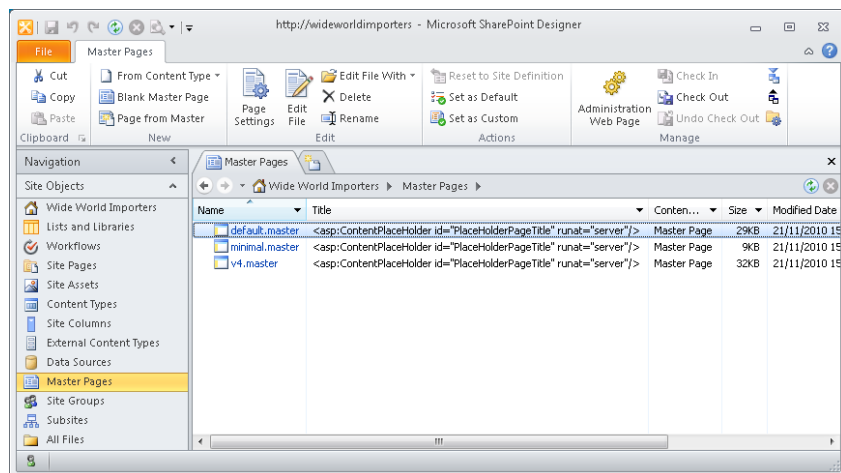 http://wideworldimporters - Microsoft SharePoint Designer
File Master Pages
Cut From Content Type Edit File With Reset to Site Definition Check In
Copy Blank Master Page Page Settings Edit File Delete Set as Default Administration Web Page Check Out
Paste Page from Master Rename Set as Custom Undo Check Out
Clipboard New Edit Actions Manage
Navigation Master Pages
Site Objects Wide World Importers Master Pages
Wide World Importers Name Title Conten... Size Modified Date
Lists and Libraries default.master <asp:ContentPlaceHolder id="PlaceHolderPageTitle" runat="server"/> Master Page 29KB 21/11/2010 15
Workflows minimal.master <asp:ContentPlaceHolder id="PlaceHolderPageTitle" runat="server"/> Master Page 9KB 21/11/2010 15
Site Pages v4.master <asp:ContentPlaceHolder id="PlaceHolderPageTitle" runat="server"/> Master Page 32KB 21/11/2010 15
Site Assets
Content Types
Site Columns
External Content Types
Data Sources
Master Pages
Site Groups
Subsites
All Files